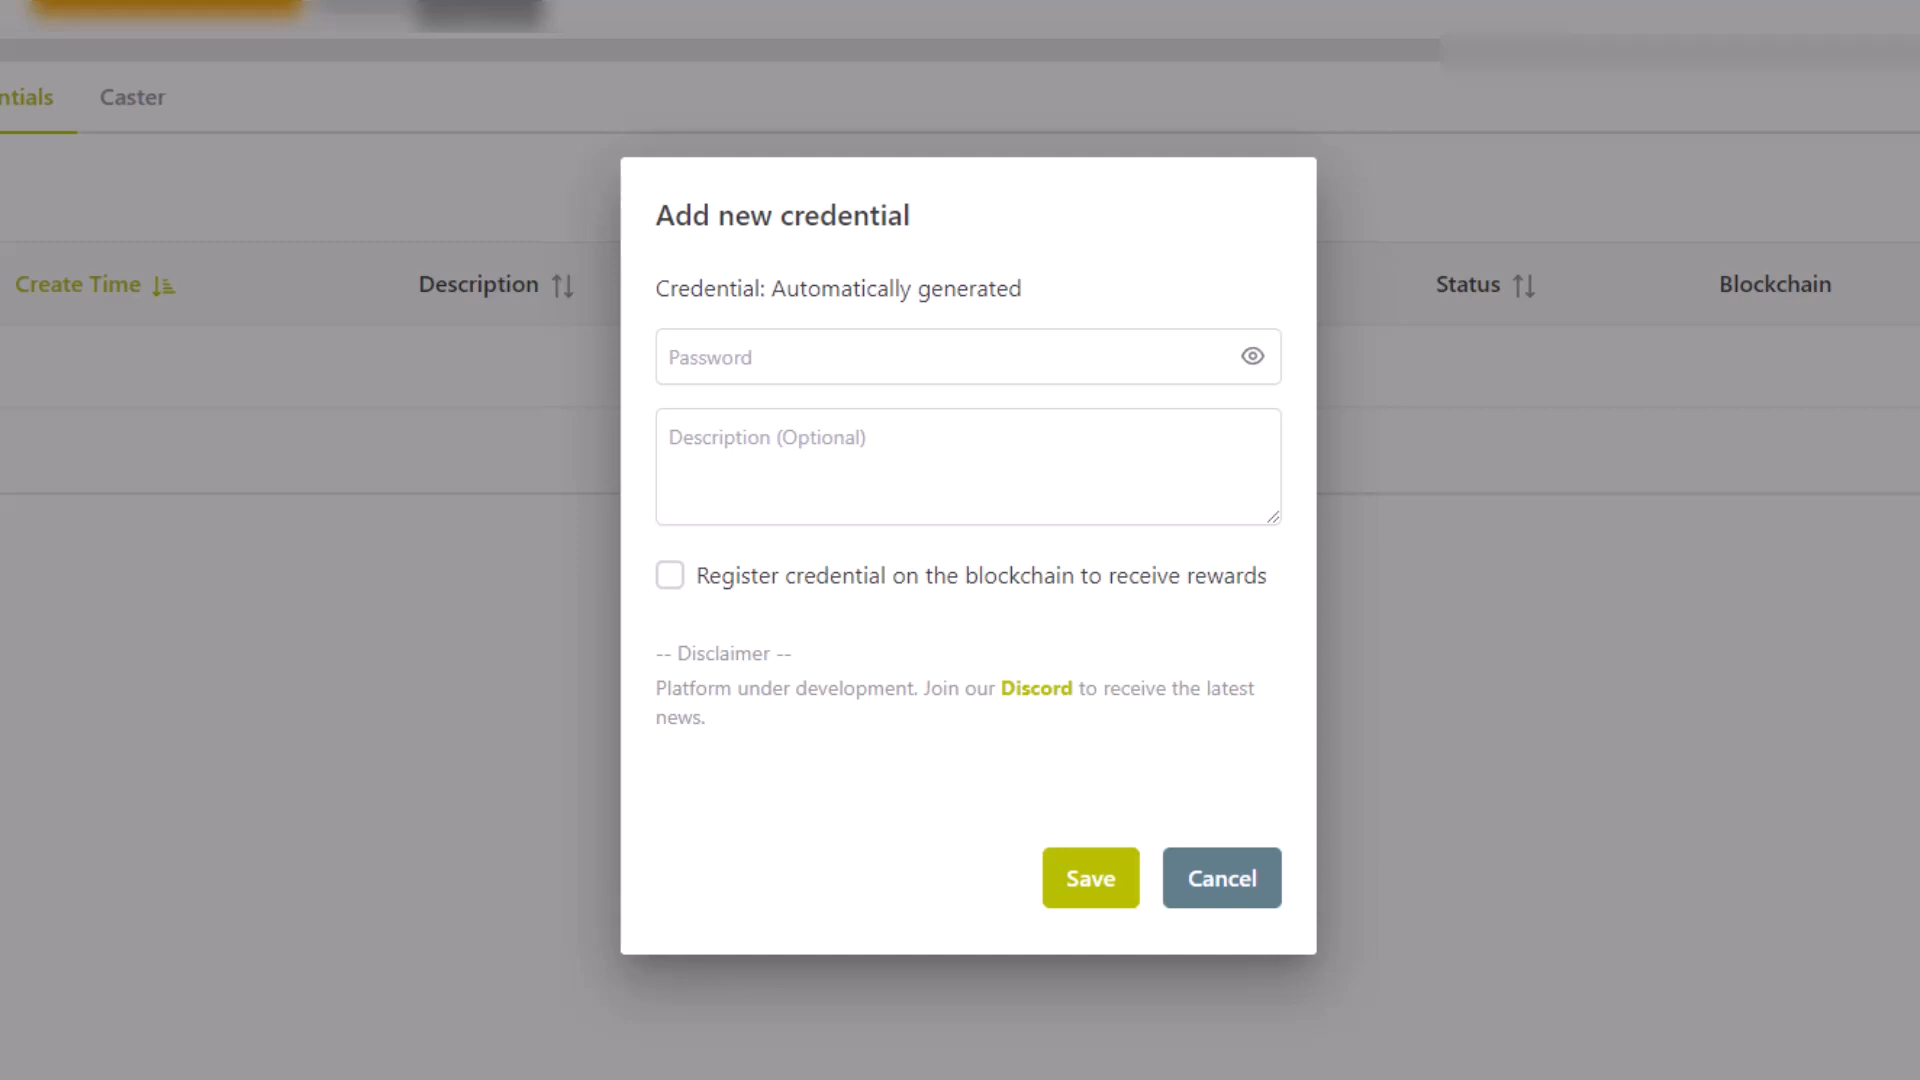 ntials Caster
Create Time Description Status Blockchain
Add new credential
Credential: Automatically generated
Password
Description (Optional)
Register credential on the blockchain to receive rewards
-- Disclaimer --
Platform under development. Join our Discord to receive the latest
news.
Save Cancel